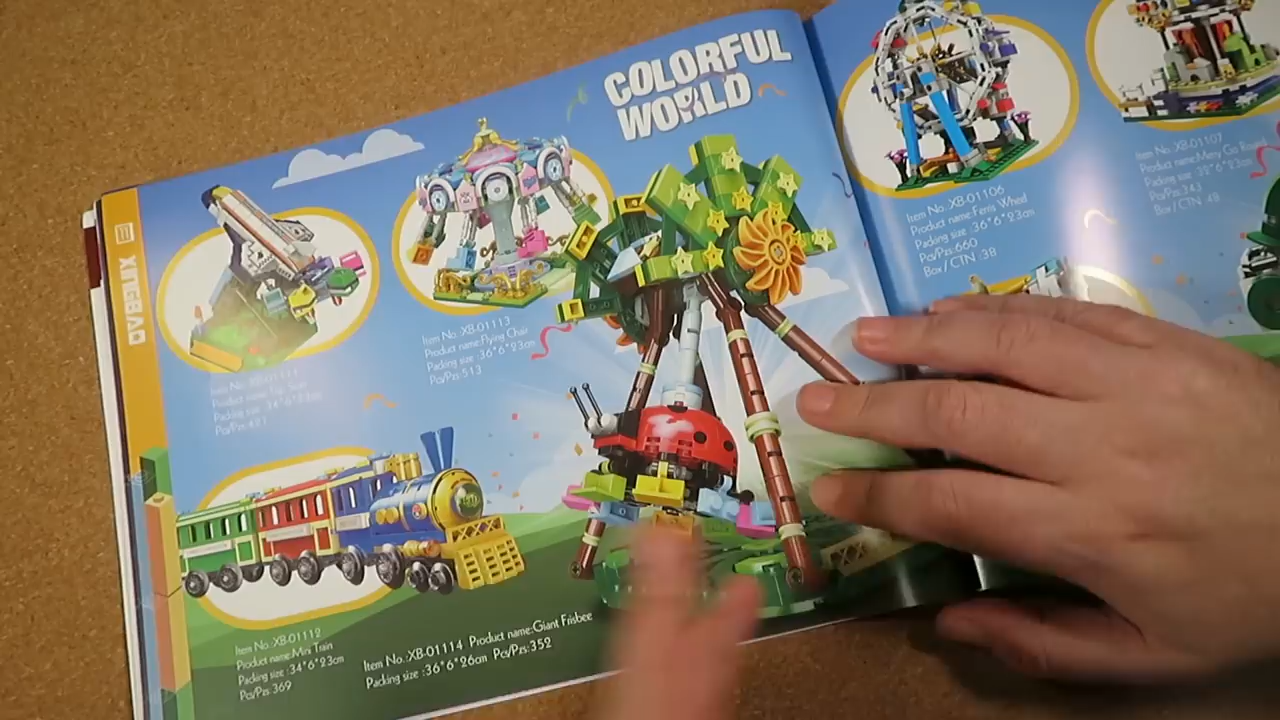 COLORFUL
WORLD
XINGBAO
Item No.:XB-01113
Product name:Flying Chair
Packing size :36*6*23cm
Pcs/Pzs:513
Packing size :34*6*23cm
Pcs/Pzs:421
Item No.:XB-01112
Product name:Mini Train
Packing size :34*6*23cm
Pcs/Pzs:369
Item No.:XB-01114 Product name:Giant Frisbee
Packing size :36*6*26cm Pcs/Pzs:352
Item No.:XB-01106
Product name:Ferris Wheel
Packing size :36*6*23cm
Pcs/Pzs:660
Box / CTN :38
Item No.:XB-01107
Product name:Merry Go
Pcs/Pzs:343
Box / CTN